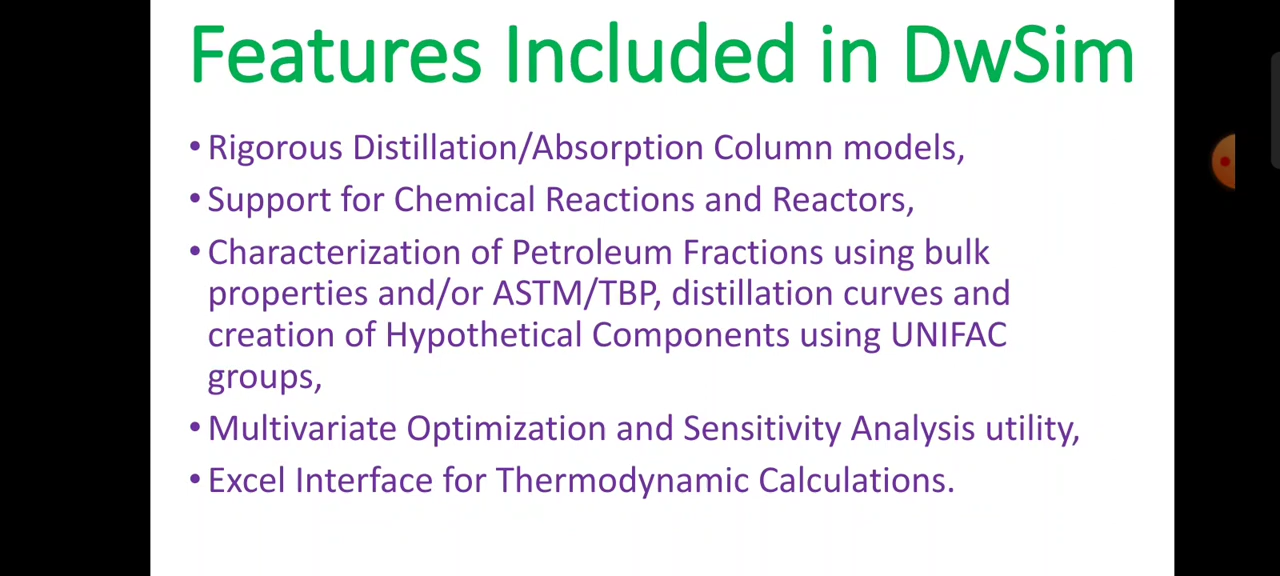 Features Included in DwSim
• Rigorous Distillation/Absorption Column models,
• Support for Chemical Reactions and Reactors,
• Characterization of Petroleum Fractions using bulk
properties and/or ASTM/TBP, distillation curves and
creation of Hypothetical Components using UNIFAC
groups,
• Multivariate Optimization and Sensitivity Analysis utility,
• Excel Interface for Thermodynamic Calculations.